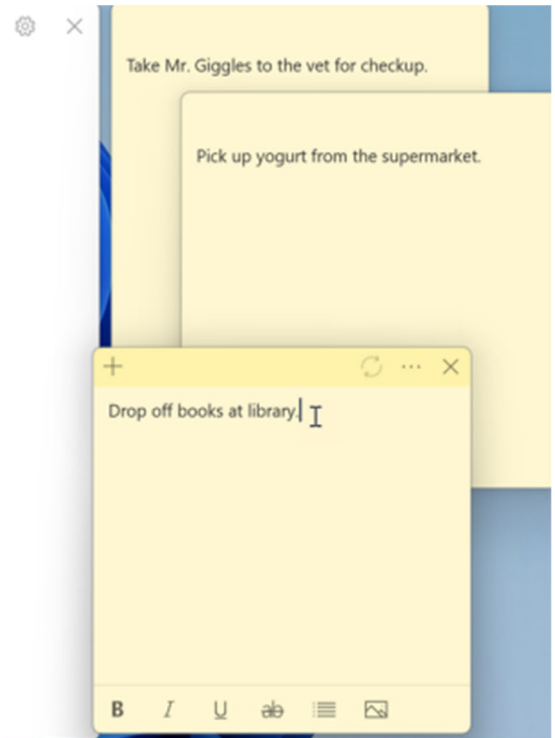 Take Mr. Giggles to the vet for checkup.
Pick up yogurt from the supermarket.
Drop off books at library.
B I U ab